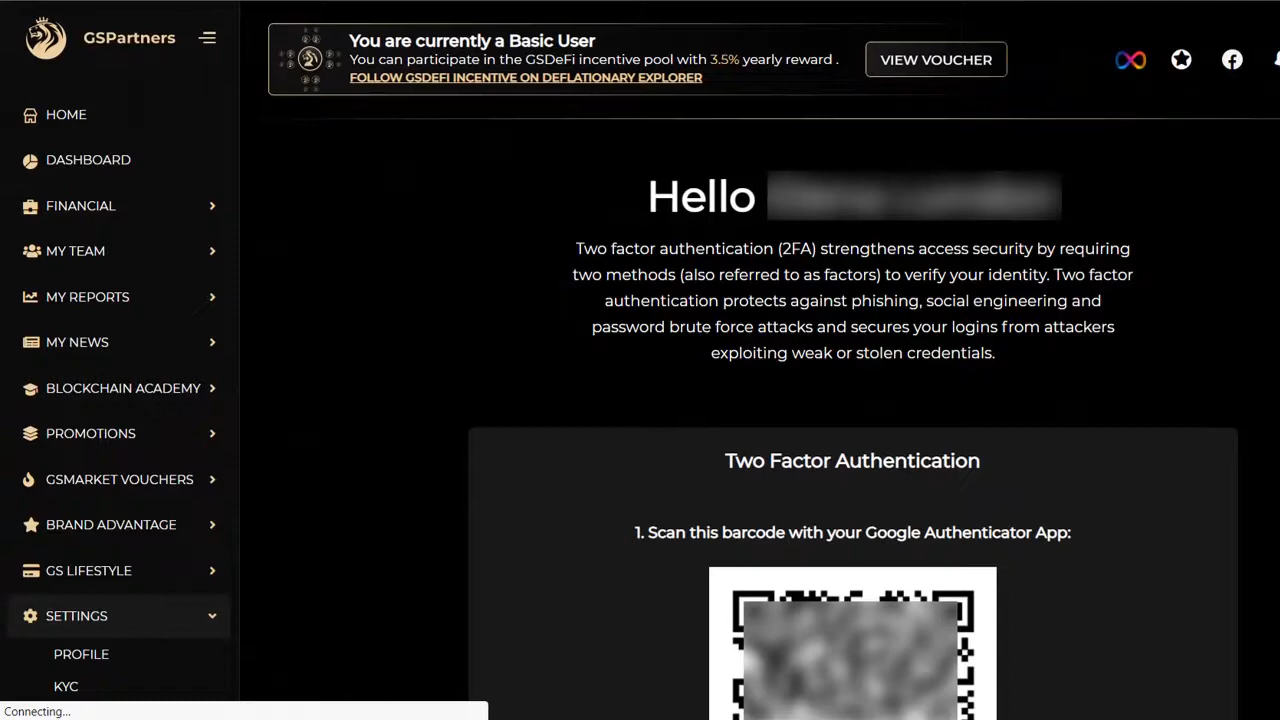 GSPartners
HOME
DASHBOARD
FINANCIAL
MY TEAM
MY REPORTS
MY NEWS
BLOCKCHAIN ACADEMY
PROMOTIONS
GSMARKET VOUCHERS
BRAND ADVANTAGE
GS LIFESTYLE
SETTINGS
PROFILE
KYC
Connecting...
You are currently a Basic User
You can participate in the GSDeFi incentive pool with 3.5% yearly reward .
FOLLOW GSDEFI INCENTIVE ON DEFLATIONARY EXPLORER
VIEW VOUCHER
Hello
Two factor authentication (2FA) strengthens access security by requiring
two methods (also referred to as factors) to verify your identity. Two factor
authentication protects against phishing, social engineering and
password brute force attacks and secures your logins from attackers
exploiting weak or stolen credentials.
Two Factor Authentication
1. Scan this barcode with your Google Authenticator App: